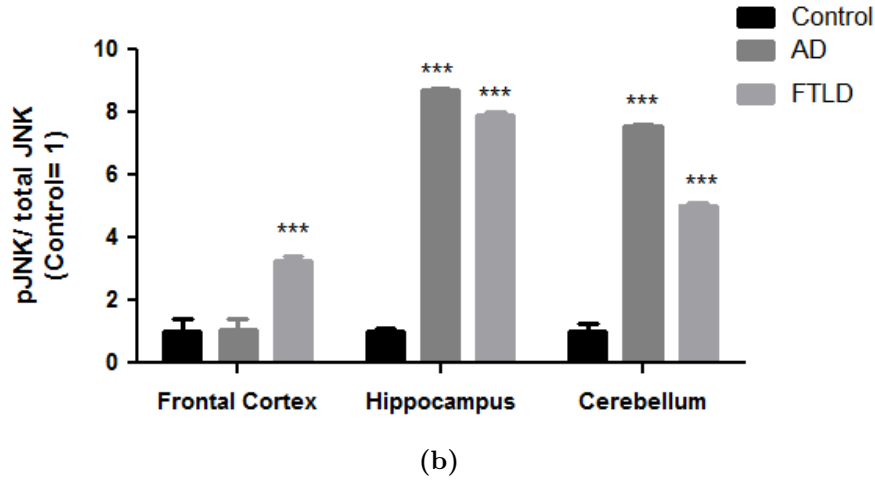 Control
AD
FTLD
pJNK/ total JNK
(Control= 1)
10
8
6
4
2
0
***
***
***
***
***
Frontal Cortex Hippocampus Cerebellum
(b)